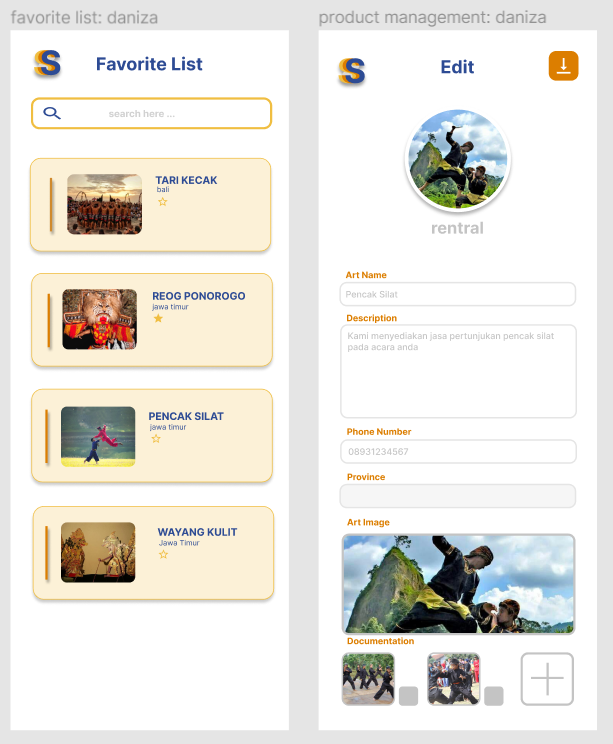 favorite list: daniza
S
Favorite List
search here ...
TARI KECAK
bali
REOG PONOROGO
jawa timur
PENCAK SILAT
jawa timur
WAYANG KULIT
Jawa Timur
product management: daniza
S
Edit
rentral
Art Name
Pencak Silat
Description
Kami menyediakan jasa pertunjukan pencak silat
pada acara anda
Phone Number
08931234567
Province
Art Image
Documentation